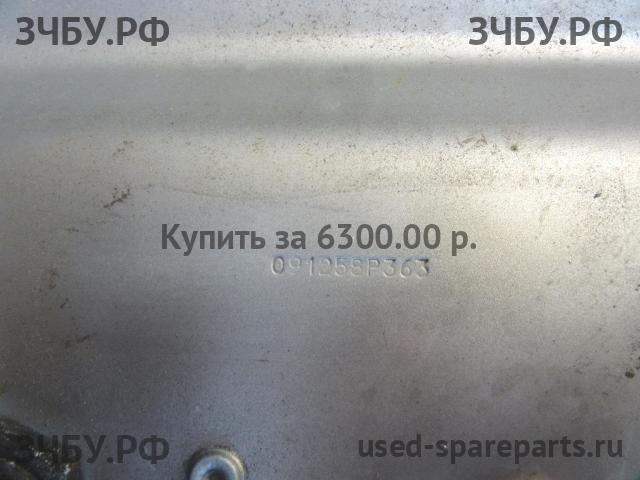 ЗЧБУ.РФ ЗЧБУ.РФ
Купить за 6300.00 р.
091258P363
ЗЧБУ.РФ used-spareparts.ru